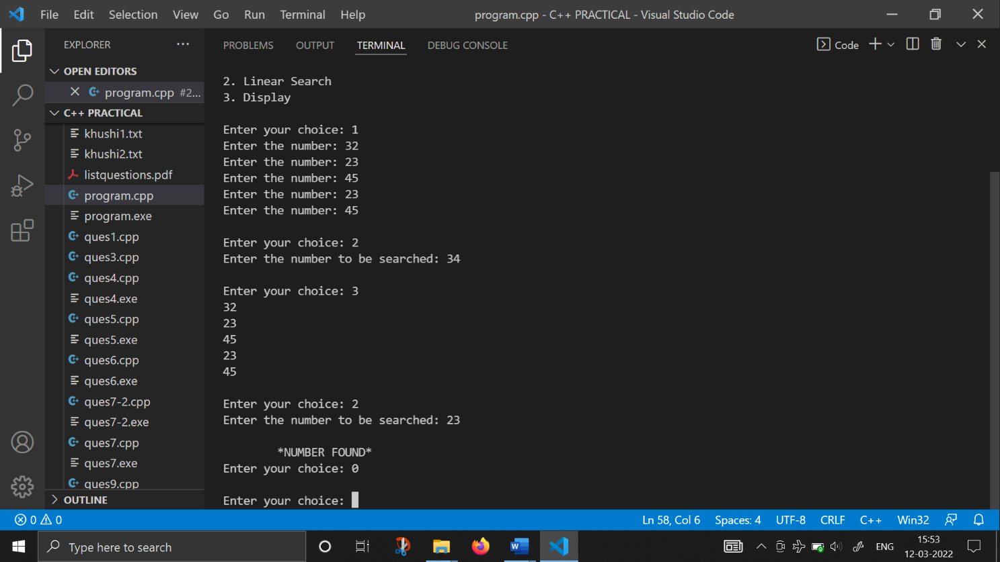 File Edit Selection View Go Run Terminal Help program.cpp - C++ PRACTICAL - Visual Studio Code
EXPLORER
OPEN EDITORS
program.cpp #2...
C++ PRACTICAL
khushi1.txt
khushi2.txt
listquestions.pdf
program.cpp
program.exe
ques1.cpp
ques3.cpp
ques4.cpp
ques4.exe
ques5.cpp
ques5.exe
ques6.cpp
ques6.exe
ques7-2.cpp
ques7-2.exe
ques7.cpp
ques7.exe
ques9.cpp
OUTLINE
PROBLEMS OUTPUT TERMINAL DEBUG CONSOLE Code
2. Linear Search
3. Display
Enter your choice: 1
Enter the number: 32
Enter the number: 23
Enter the number: 45
Enter the number: 23
Enter the number: 45
Enter your choice: 2
Enter the number to be searched: 34
Enter your choice: 3
32
23
45
23
45
Enter your choice: 2
Enter the number to be searched: 23
*NUMBER FOUND*
Enter your choice: 0
Enter your choice:
0 0 Ln 58, Col 6 Spaces: 4 UTF-8 CRLF C++ Win32
Type here to search ENG 15:53
12-03-2022